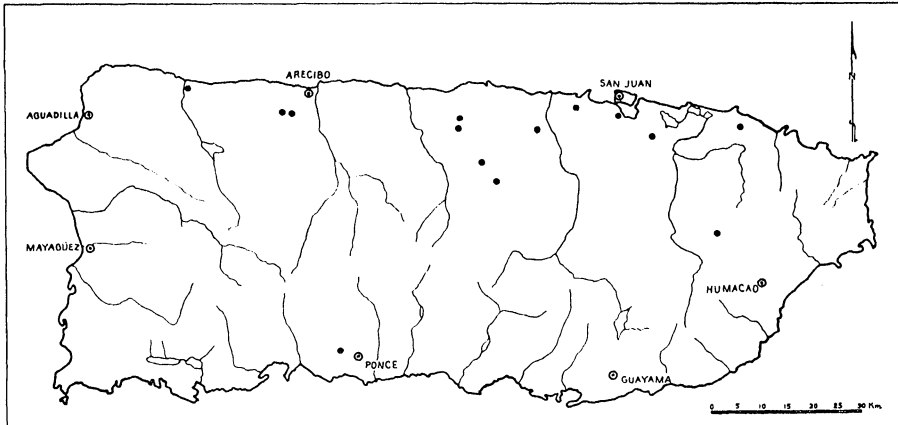 ARECIBO
SAN JUAN
N
AGUADILLA
MAYAGÜEZ
HUMACAO
PONCE
GUAYAMA
0 5 10 15 20 25 30 Km.